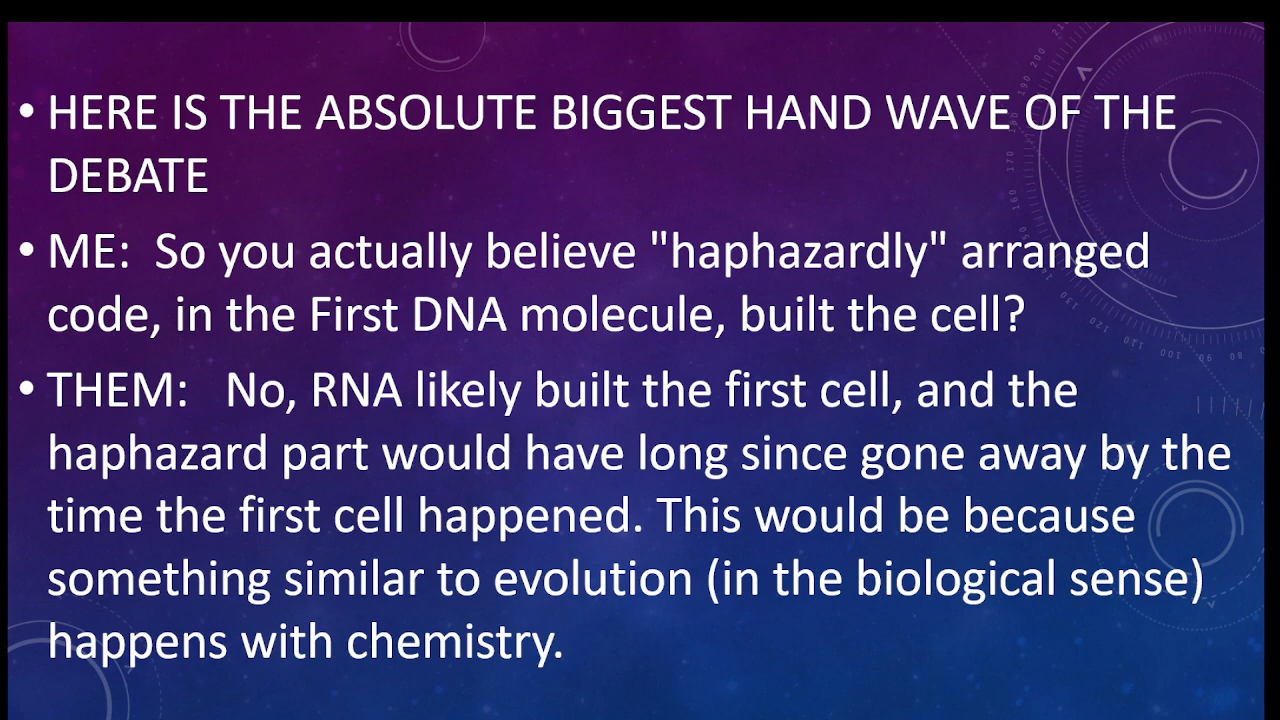 • HERE IS THE ABSOLUTE BIGGEST HAND WAVE OF THE
DEBATE
• ME:  So you actually believe "haphazardly" arranged
code, in the First DNA molecule, built the cell?
• THEM:   No, RNA likely built the first cell, and the
haphazard part would have long since gone away by the
time the first cell happened. This would be because
something similar to evolution (in the biological sense)
happens with chemistry.